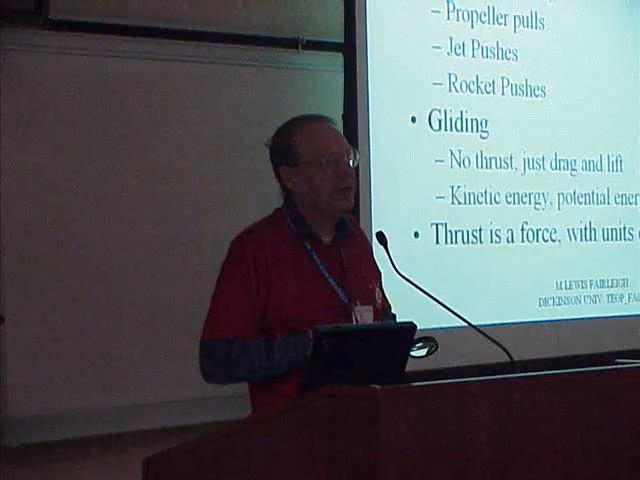 – Propeller pulls
– Jet Pushes
– Rocket Pushes
• Gliding
– No thrust, just drag and lift
– Kinetic energy, potential ener
• Thrust is a force, with units
M.LEWIS FAIRLEIGH
DICKINSON UNIV. TEOP_FA